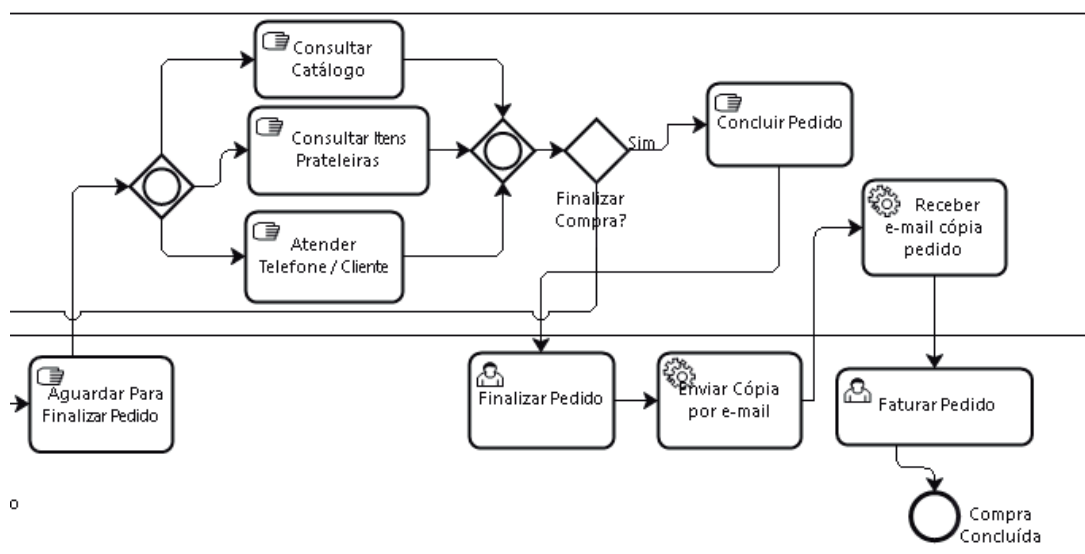 Consultar
Catálogo
Consultar Itens
Prateleiras
Atender
Telefone / Cliente
Finalizar
Compra?
Sim
Concluir Pedido
Receber
e-mail cópia
pedido
Aguardar Para
Finalizar Pedido
Finalizar Pedido
Enviar Cópia
por e-mail
Faturar Pedido
o
Compra
Concluída